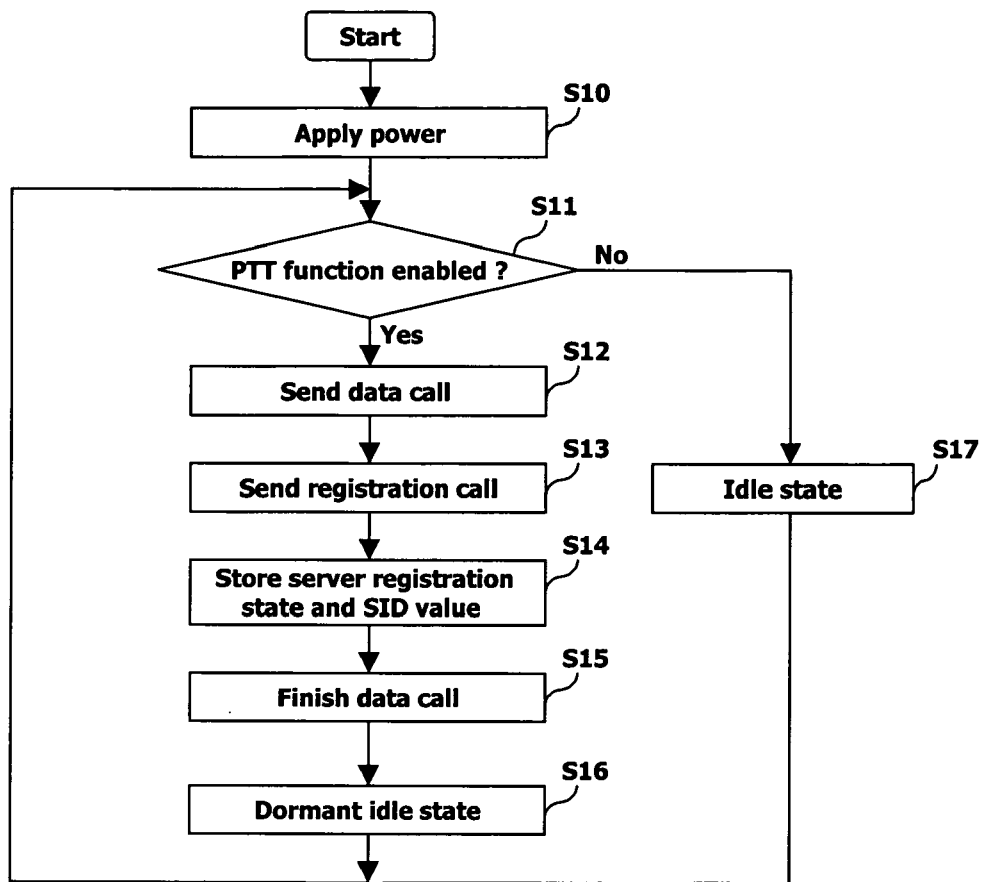 Start
S10
Apply power
S11
PTT function enabled ?
No
Yes
S12
Send data call
S13
Send registration call
S17
Idle state
S14
Store server registration
state and SID value
S15
Finish data call
S16
Dormant idle state